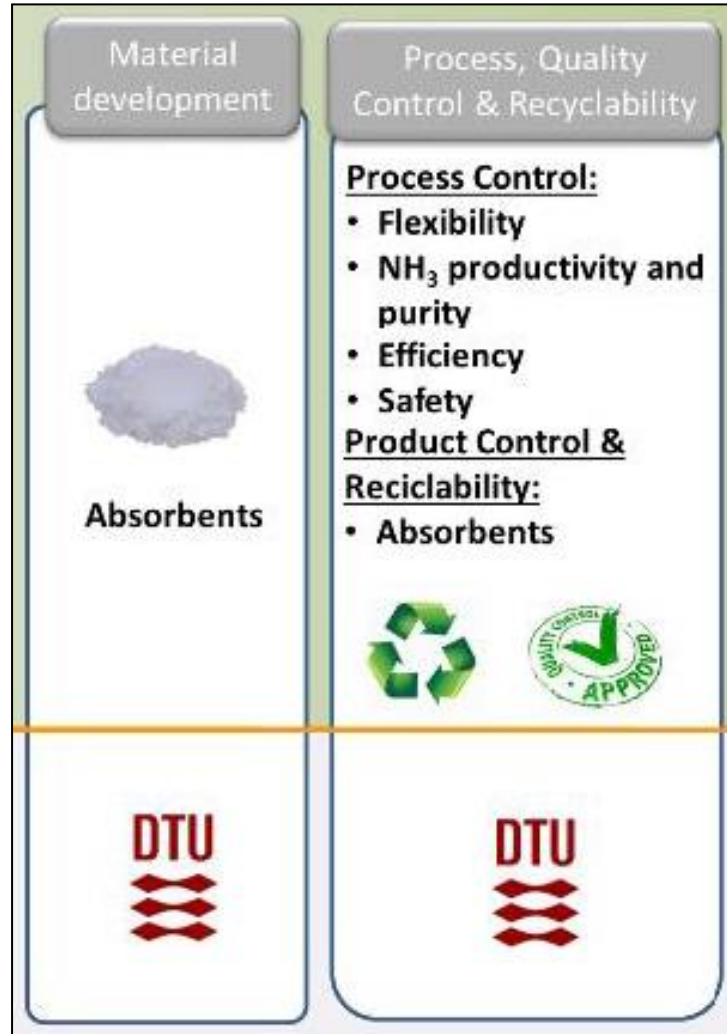 Material
development
Absorbents
DTU
Process, Quality
Control & Recyclability
Process Control:
• Flexibility
• NH₃ productivity and
purity
• Efficiency
• Safety
Product Control &
Reciclability:
• Absorbents
QUALITY CONTROL
APPROVED
DTU